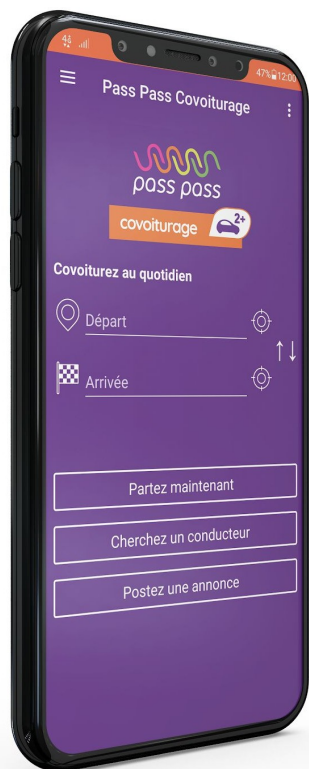 47% 12:00
Pass Pass Covoiturage
pass pass
covoiturage 2+
Covoiturez au quotidien
Départ
Arrivée
Partez maintenant
Cherchez un conducteur
Postez une annonce